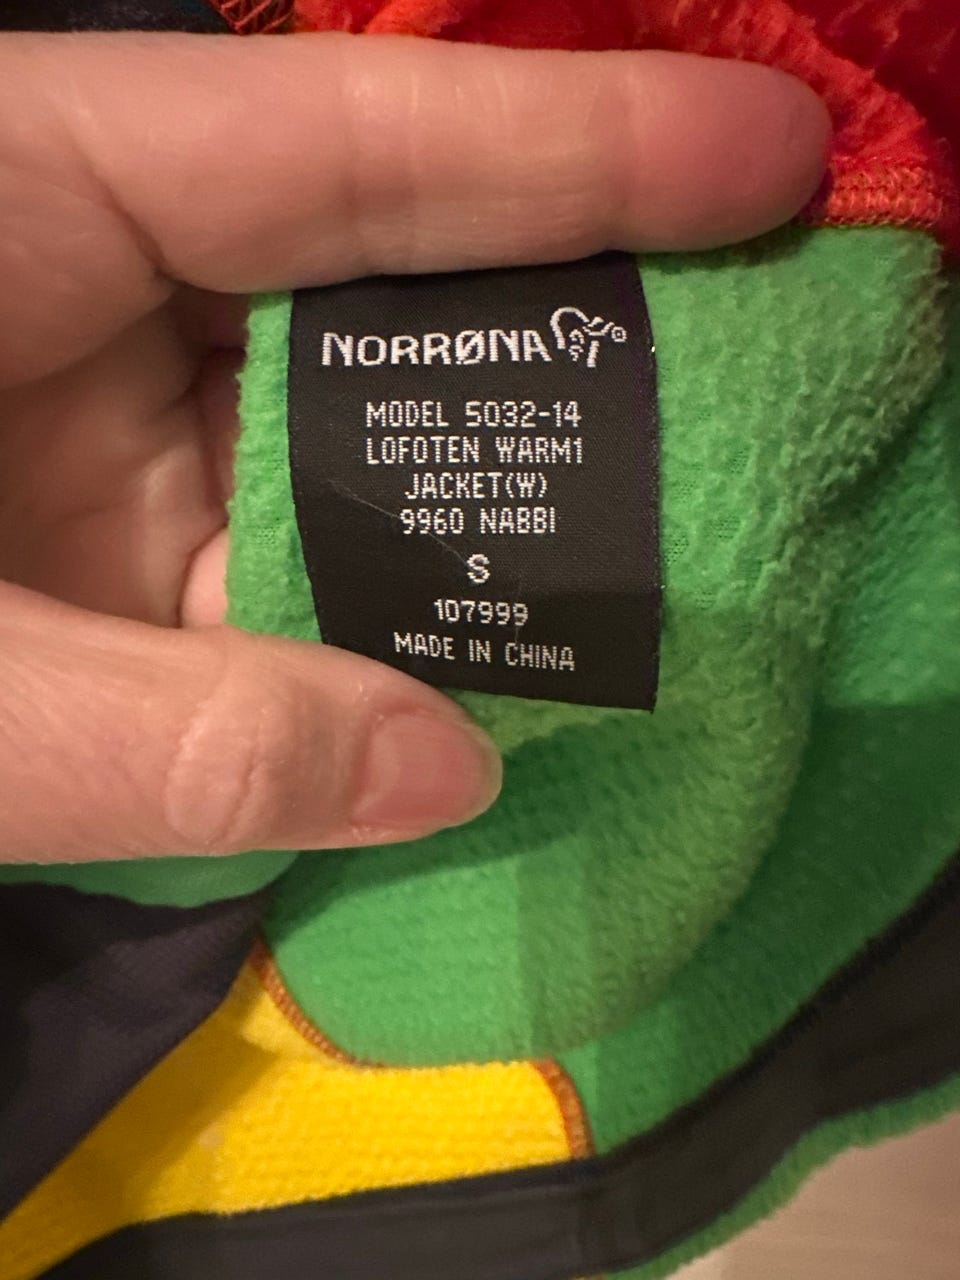 NORRØNA
MODEL 5032-14
LOFOTEN WARM1
JACKET(W)
9960 NABBI
S
107999
MADE IN CHINA